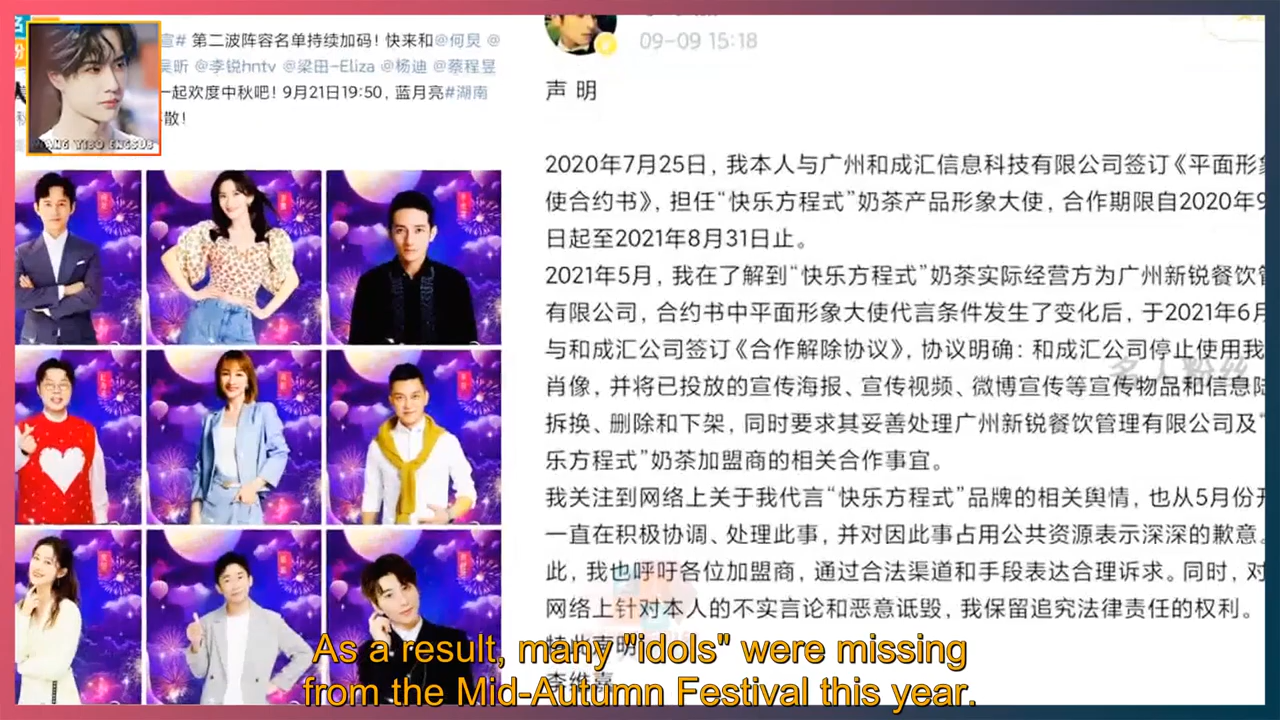 宣# 第二波阵容名单持续加码！快来和@何炅 @
吴昕 @李锐hntv @梁田-Eliza @杨迪 @蔡程昱
一起欢度中秋吧！9月21日19:50，蓝月亮#湖南
散！
WANG YIBO ENGSUB
09-09 15:18
声 明
2020年7月25日，我本人与广州和成汇信息科技有限公司签订《平面形象
使合约书》，担任“快乐方程式”奶茶产品形象大使，合作期限自2020年9
日起至2021年8月31日止。
2021年5月，我在了解到“快乐方程式”奶茶实际经营方为广州新锐餐饮管
有限公司，合约书中平面形象大使代言条件发生了变化后，于2021年6月
与和成汇公司签订《合作解除协议》，协议明确：和成汇公司停止使用我
肖像，并将已投放的宣传海报、宣传视频、微博宣传等宣传物品和信息陆
拆换、删除和下架，同时要求其妥善处理广州新锐餐饮管理有限公司及“
乐方程式”奶茶加盟商的相关合作事宜。
我关注到网络上关于我代言“快乐方程式”品牌的相关舆情，也从5月份开
一直在积极协调、处理此事，并对因此事占用公共资源表示深深的歉意。
此，我也呼吁各位加盟商，通过合法渠道和手段表达合理诉求。同时，对
网络上针对本人的不实言论和恶意诋毁，我保留追究法律责任的权利。
特此声明
李维嘉
As a result, many "idols" were missing
from the Mid-Autumn Festival this year.